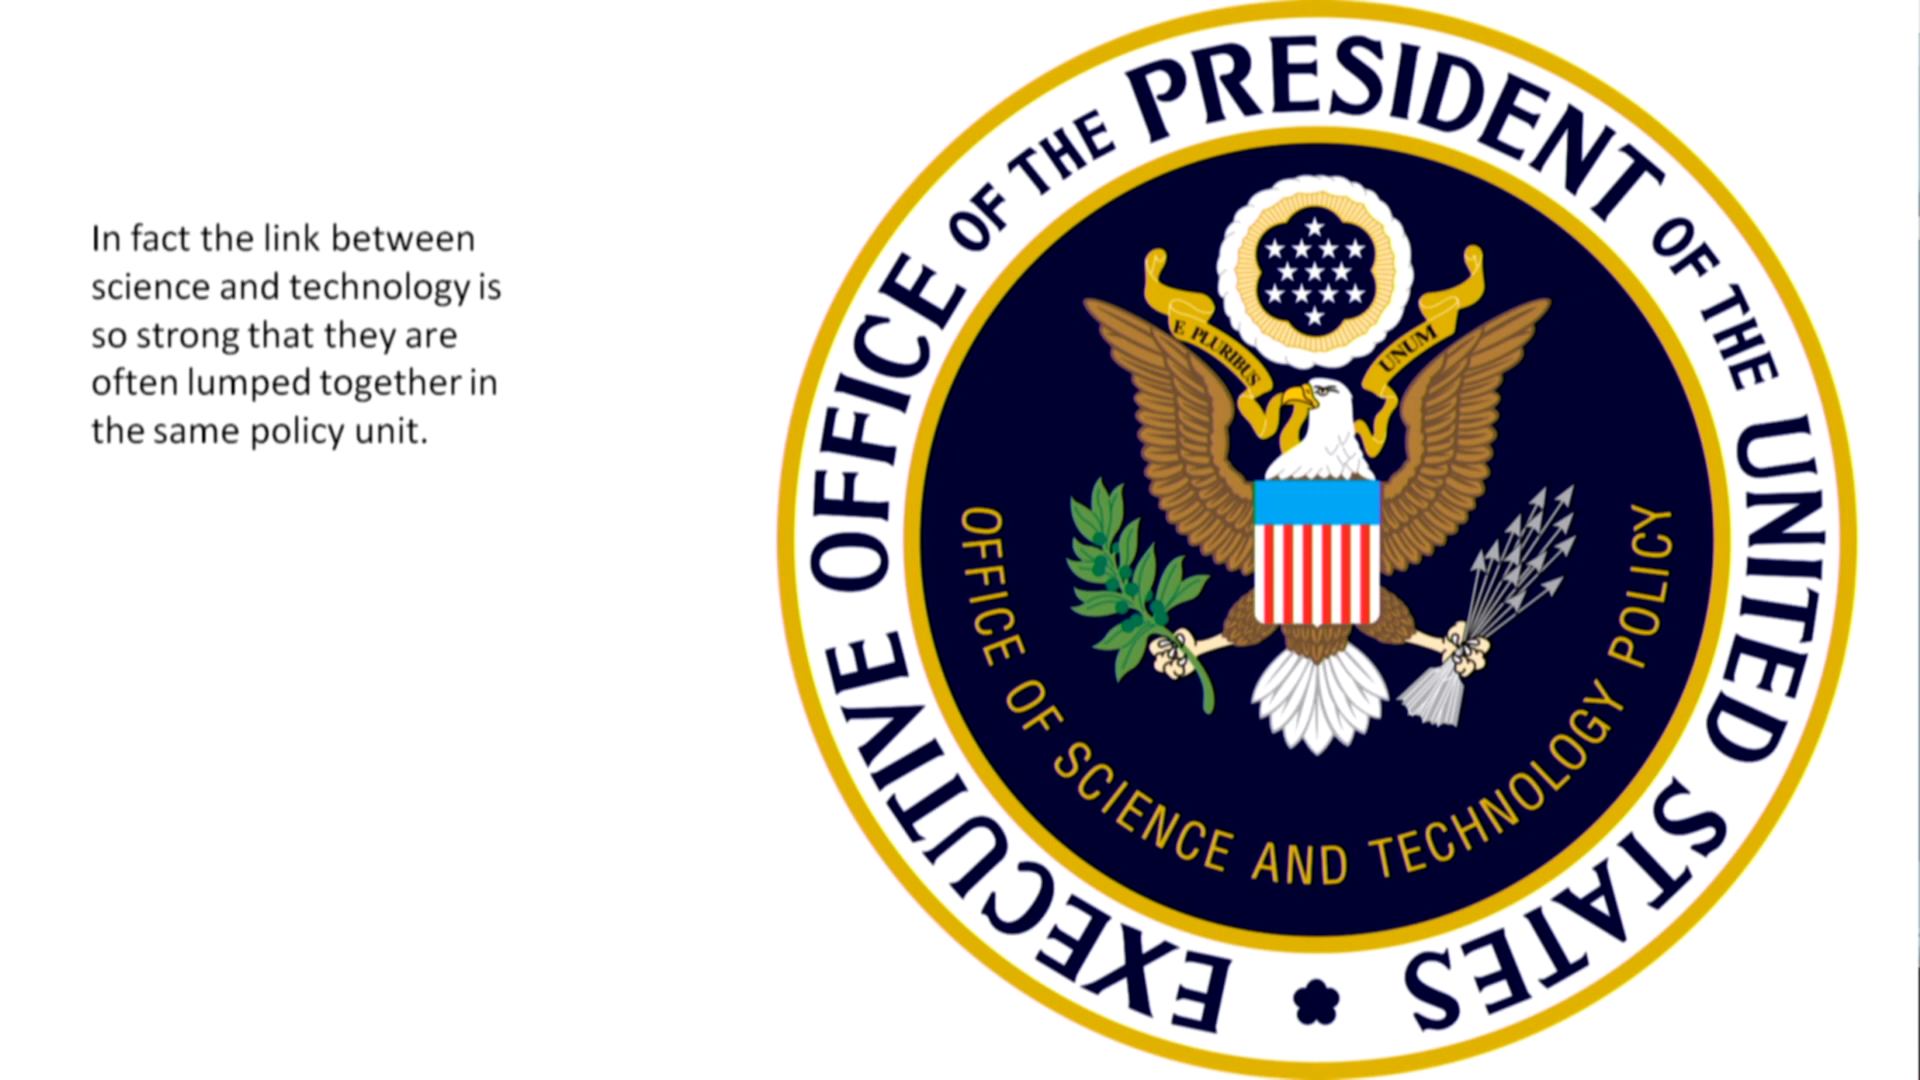 In fact the link between
science and technology is
so strong that they are
often lumped together in
the same policy unit.
EXECUTIVE OFFICE OF THE PRESIDENT OF THE UNITED STATES
E PLURIBUS UNUM
OFFICE OF SCIENCE AND TECHNOLOGY POLICY